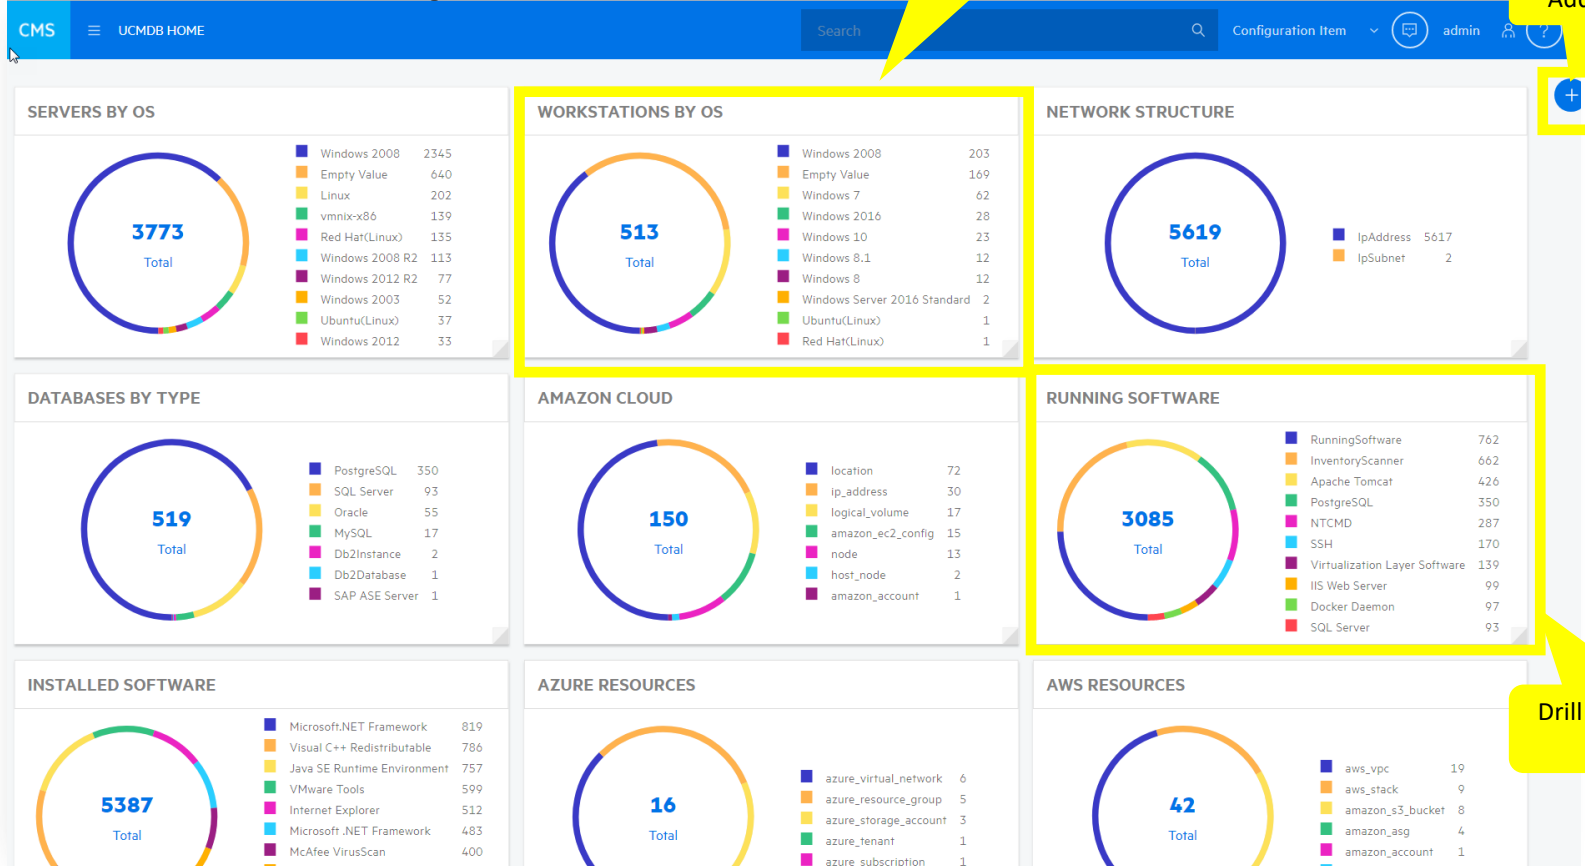 CMS
UCMDB HOME
Search
Configuration Item
admin
?
SERVERS BY OS
3773
Total
Windows 2008 2345
Empty Value 640
Linux 202
vmnix-x86 139
Red Hat(Linux) 135
Windows 2008 R2 113
Windows 2012 R2 77
Windows 2003 52
Ubuntu(Linux) 37
Windows 2012 33
WORKSTATIONS BY OS
513
Total
Windows 2008 203
Empty Value 169
Windows 7 62
Windows 2016 28
Windows 10 23
Windows 8.1 12
Windows 8 12
Windows Server 2016 Standard 2
Ubuntu(Linux) 1
Red Hat(Linux) 1
NETWORK STRUCTURE
5619
Total
IpAddress 5617
IpSubnet 2
+
DATABASES BY TYPE
519
Total
PostgreSQL 350
SQL Server 93
Oracle 55
MySQL 17
Db2Instance 2
Db2Database 1
SAP ASE Server 1
AMAZON CLOUD
150
Total
location 72
ip_address 30
logical_volume 17
amazon_ec2_config 15
node 13
host_node 2
amazon_account 1
RUNNING SOFTWARE
3085
Total
RunningSoftware 762
InventoryScanner 662
Apache Tomcat 426
PostgreSQL 350
NTCMD 287
SSH 170
Virtualization Layer Software 139
IIS Web Server 99
Docker Daemon 97
SQL Server 93
Drill
INSTALLED SOFTWARE
5387
Total
Microsoft.NET Framework 819
Visual C++ Redistributable 786
Java SE Runtime Environment 757
VMware Tools 599
Internet Explorer 512
Microsoft .NET Framework 483
McAfee VirusScan 400
AZURE RESOURCES
16
Total
azure_virtual_network 6
azure_resource_group 5
azure_storage_account 3
azure_tenant 1
azure_subscription 1
AWS RESOURCES
42
Total
aws_vpc 19
aws_stack 9
amazon_s3_bucket 8
amazon_asg 4
amazon_account 1